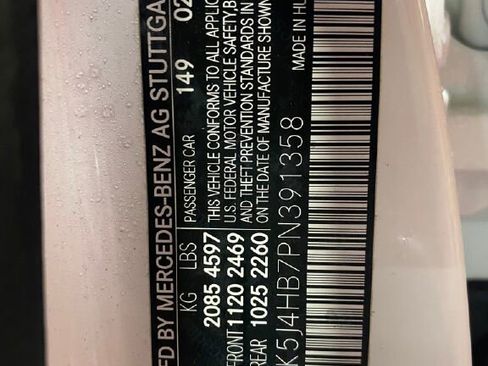 ED BY MERCEDES-BENZ AG STUTTGA
149 02
KG LBS PASSENGER CAR
2085 4597 THIS VEHICLE CONFORMS TO ALL APPLIC
U.S. FEDERAL MOTOR VEHICLE SAFETY, B
FRONT 1120 2469 AND THEFT PREVENTION STANDARDS
REAR 1025 2260 ON THE DATE OF MANUFACTURE SHOWN
K5J4HB7PN391358 MADE IN HU